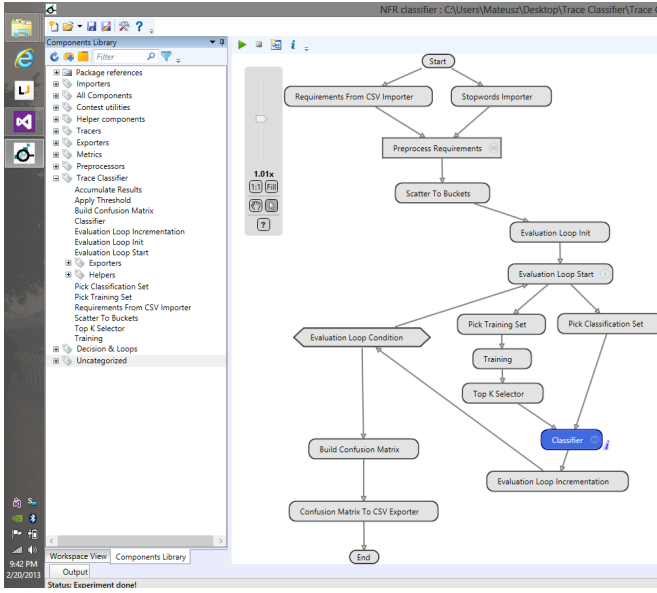 NFR classifier : C:\Users\Mateusz\Desktop\Trace Classifier\Trace C
Components Library
Filter
Package references
Importers
All Components
Contest utilities
Helper components
Tracers
Exporters
Metrics
Preprocessors
Trace Classifier
Accumulate Results
Apply Threshold
Build Confusion Matrix
Classifier
Evaluation Loop Incrementation
Evaluation Loop Init
Evaluation Loop Start
Exporters
Helpers
Pick Classification Set
Pick Training Set
Requirements From CSV Importer
Scatter To Buckets
Top K Selector
Training
Decision & Loops
Uncategorized
Workspace View Components Library
Output
Status: Experiment done!
9:42 PM
2/20/2013
1.01x
1:1 Fill
?
Start
Requirements From CSV Importer Stopwords Importer
Preprocess Requirements
Scatter To Buckets
Evaluation Loop Init
Evaluation Loop Start
Pick Training Set Pick Classification Set
Evaluation Loop Condition
Training
Top K Selector
Classifier
Build Confusion Matrix
Evaluation Loop Incrementation
Confusion Matrix To CSV Exporter
End